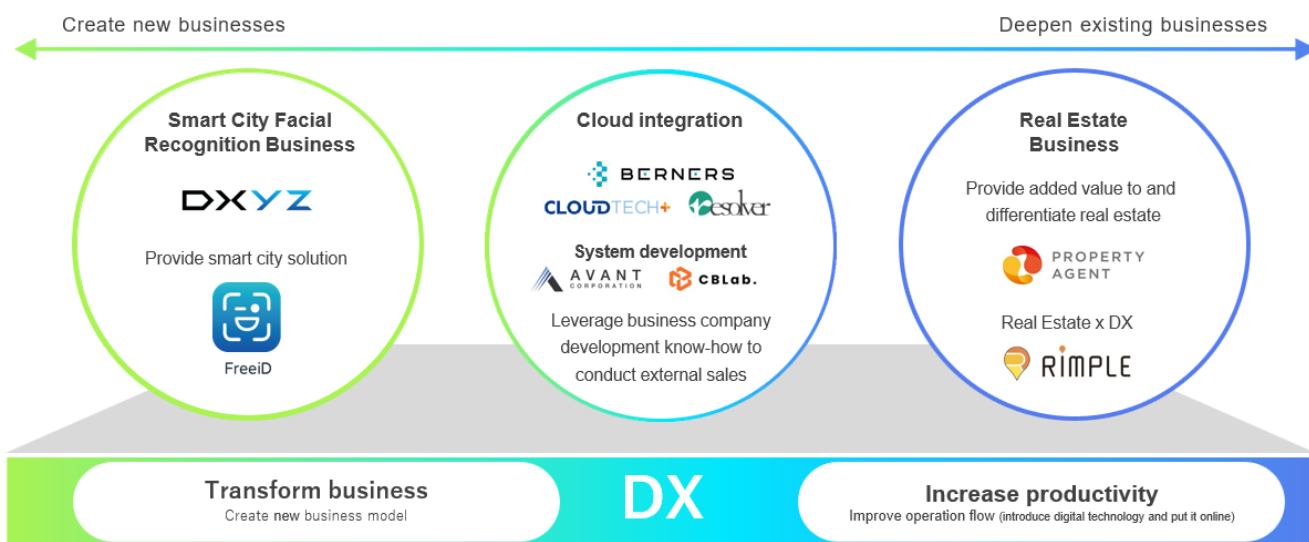 Create new businesses
Deepen existing businesses
Smart City Facial
Recognition Business
DXYZ
Provide smart city solution
FreeiD
Cloud integration
BERNERS
CLOUDTECH+
resolver
System development
AVANT
CORPORATION
CBLab.
Leverage business company
development know-how to
conduct external sales
Real Estate
Business
Provide added value to and
differentiate real estate
PROPERTY
AGENT
Real Estate x DX
RIMPLE
Transform business
Create new business model
DX
Increase productivity
Improve operation flow (introduce digital technology and put it online)